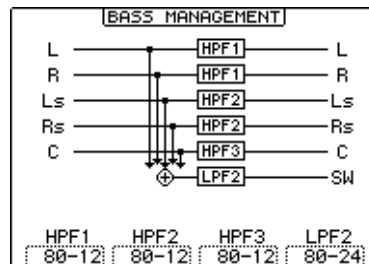 BASS MANAGEMENT
L HPF1 L
R HPF1 R
Ls HPF2 Ls
Rs HPF2 Rs
C HPF3 C
LPF2 SW
HPF1 HPF2 HPF3 LPF2
80-12 80-12 80-12 80-24